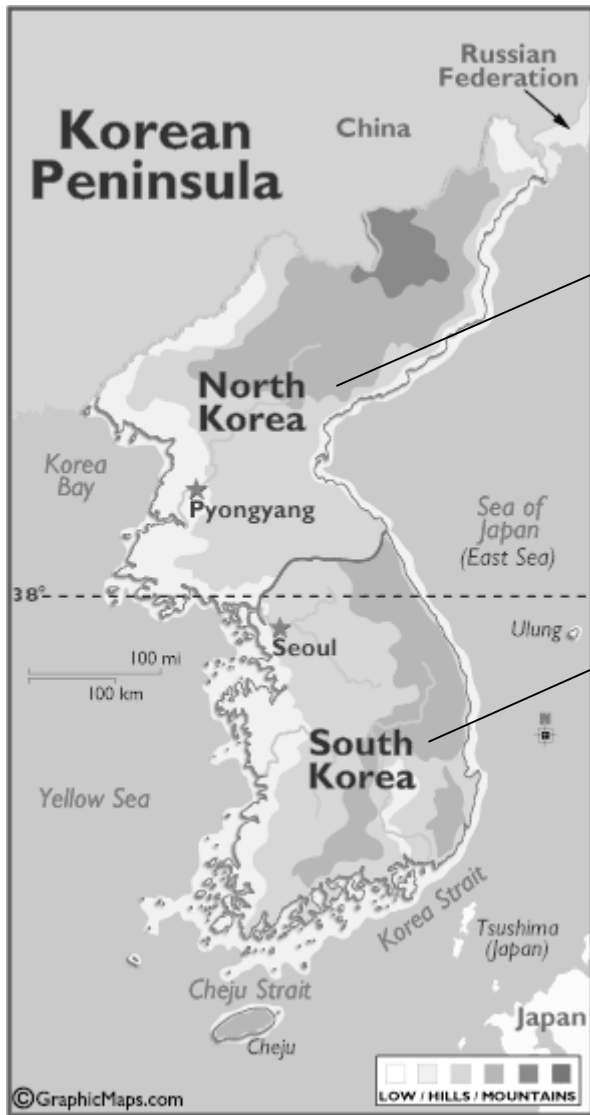 Russian
Federation
Korean
Peninsula
China
North
Korea
Korea
Bay
Pyongyang
Sea of
Japan
(East Sea)
38°
Ulung
Seoul
100 mi
100 km
South
Korea
Yellow Sea
Korea Strait
Tsushima
(Japan)
Cheju Strait
Japan
Cheju
LOW / HILLS / MOUNTAINS
©GraphicMaps.com